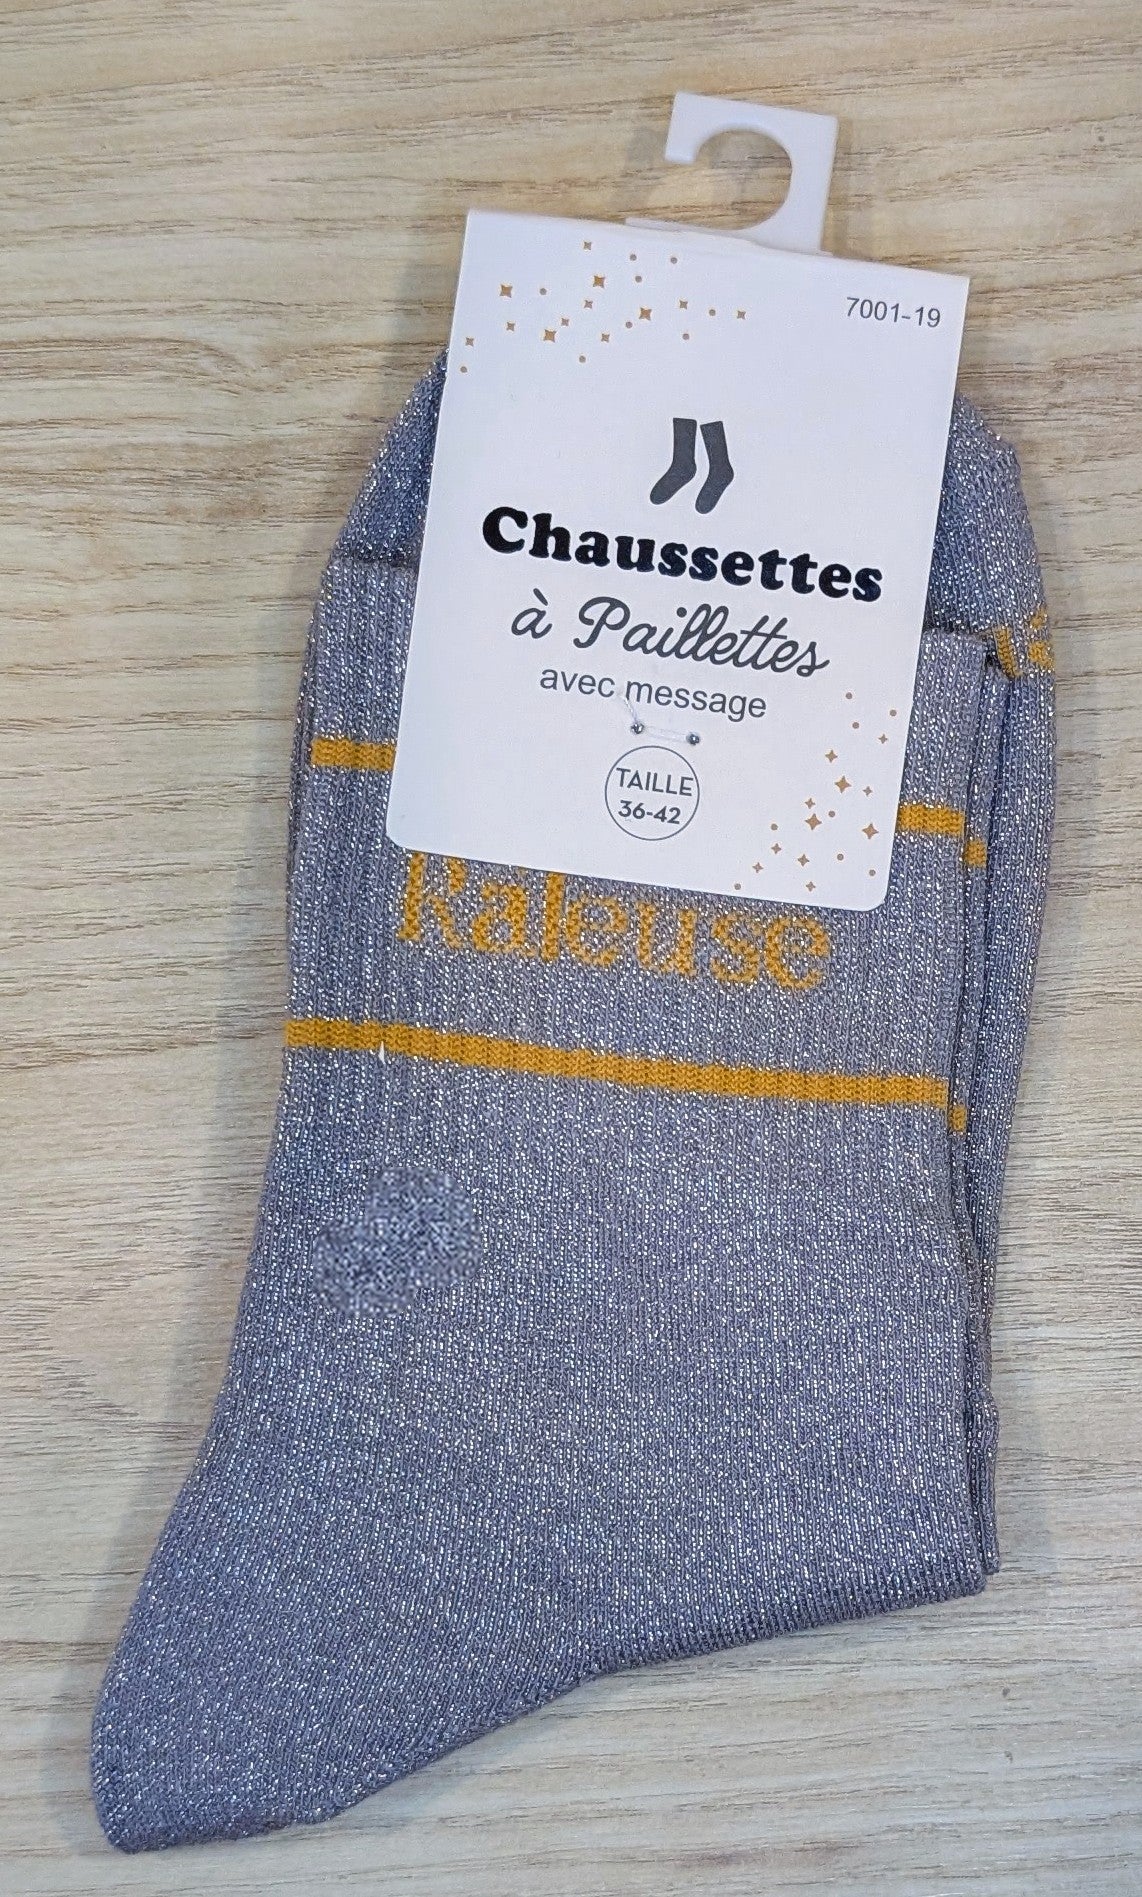 7001-19
Chaussettes
à Paillettes
avec message
TAILLE
36-42
Râleuse